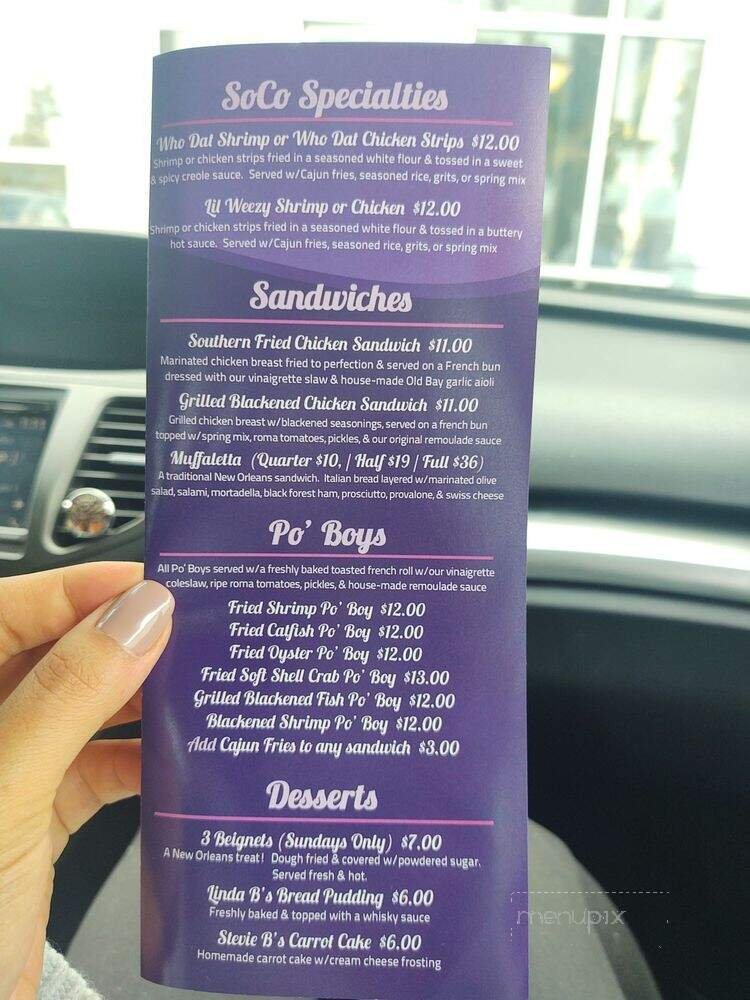 SoCo Specialties
Who Dat Shrimp or Who Dat Chicken Strips $12.00
Shrimp or chicken strips fried in a seasoned white flour & tossed in a sweet
& spicy creole sauce. Served w/Cajun fries, seasoned rice, grits, or spring mix
Lil Weezy Shrimp or Chicken $12.00
Shrimp or chicken strips fried in a seasoned white flour & tossed in a buttery
hot sauce. Served w/Cajun fries, seasoned rice, grits, or spring mix
Sandwiches
Southern Fried Chicken Sandwich $11.00
Marinated chicken breast fried to perfection & served on a French bun
dressed with our vinaigrette slaw & house-made Old Bay garlic aioli
Grilled Blackened Chicken Sandwich $11.00
Grilled chicken breast w/blackened seasonings, served on a french bun
topped w/spring mix, roma tomatoes, pickles, & our original remoulade sauce
Muffaletta (Quarter $10, | Half $19 | Full $36)
A traditional New Orleans sandwich. Italian bread layered w/marinated olive
salad, salami, mortadella, black forest ham, prosciutto, provalone, & swiss cheese
Po' Boys
All Po' Boys served w/a freshly baked toasted french roll w/our vinaigrette
coleslaw, ripe roma tomatoes, pickles, & house-made remoulade sauce
Fried Shrimp Po' Boy $12.00
Fried Catfish Po' Boy $12.00
Fried Oyster Po' Boy $12.00
Fried Soft Shell Crab Po' Boy $13.00
Grilled Blackened Fish Po' Boy $12.00
Blackened Shrimp Po' Boy $12.00
Add Cajun Fries to any sandwich $3.00
Desserts
3 Beignets (Sundays Only) $7.00
A New Orleans treat! Dough fried & covered w/powdered sugar.
Served fresh & hot.
Linda B's Bread Pudding $6.00
Freshly baked & topped with a whisky sauce
Stevie B's Carrot Cake $6.00
Homemade carrot cake w/cream cheese frosting
menupix